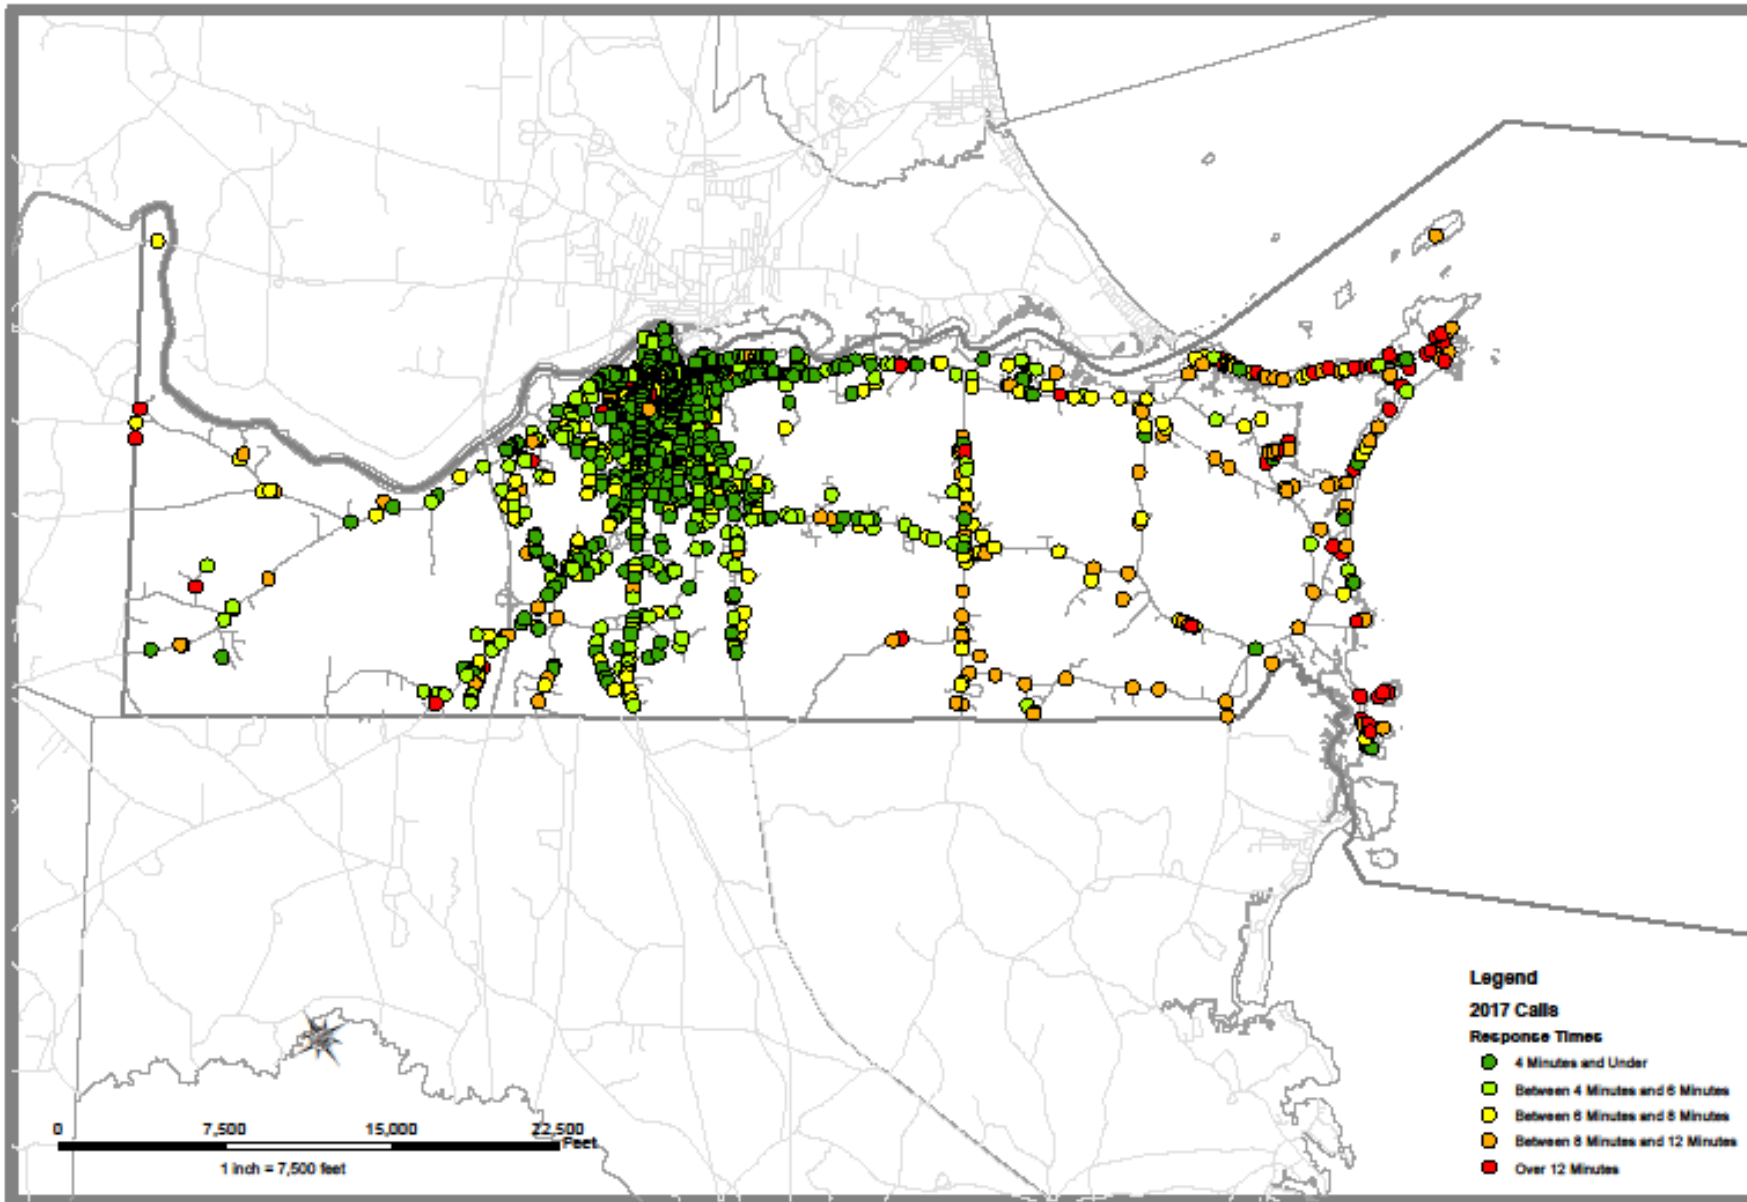 Legend
2017 Calls
Response Times
4 Minutes and Under
Between 4 Minutes and 6 Minutes
Between 6 Minutes and 8 Minutes
Between 8 Minutes and 12 Minutes
Over 12 Minutes
0 7,500 15,000 22,500
Feet
1 inch = 7,500 feet